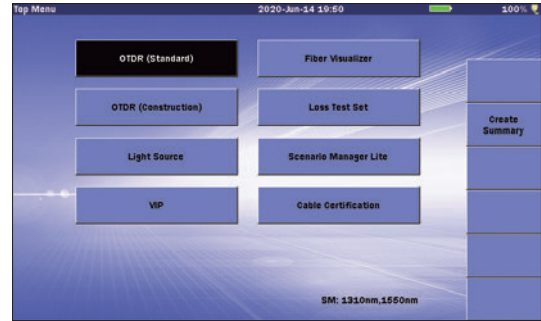 Top Menu 2020-Jun-14 19:50 100%
OTDR (Standard) Fiber Visualizer
OTDR (Construction) Loss Test Set
Create
Summary
Light Source Scenario Manager Lite
VIP Cable Certification
SM: 1310nm,1550nm